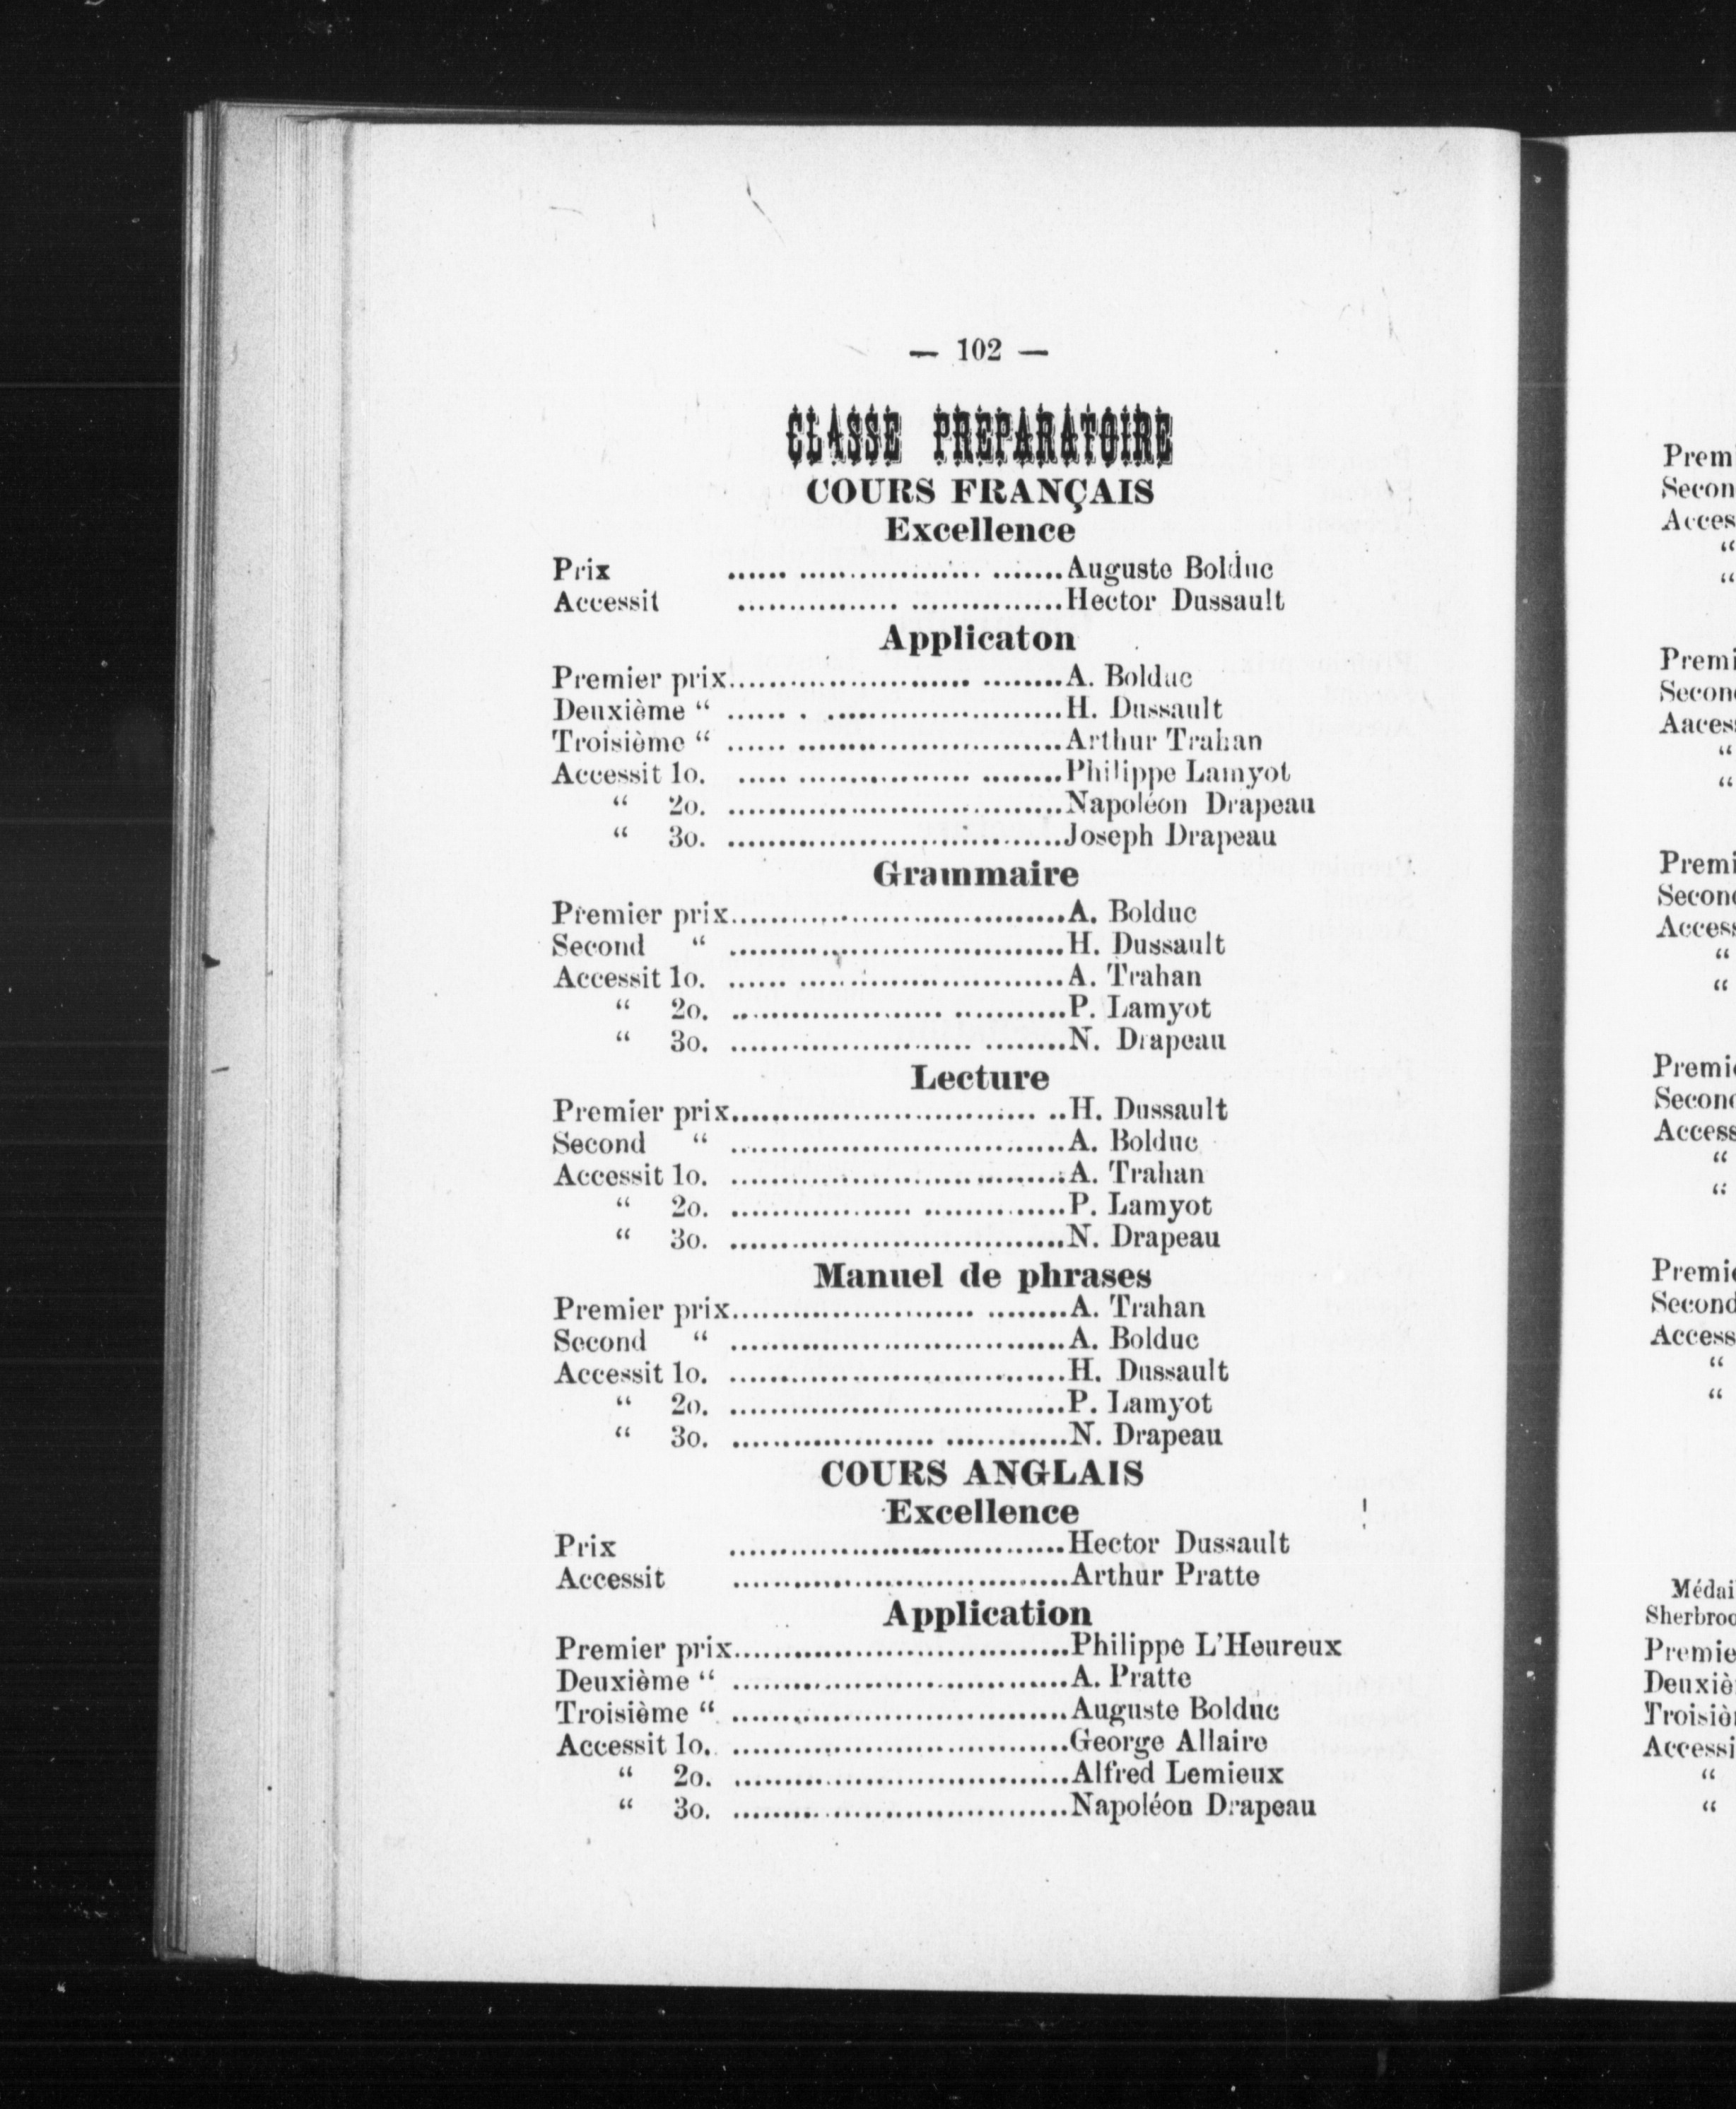 — 102 —
CLASSE PREPARATOIRE
COURS FRANÇAIS
Excellence
Prix ................................Auguste Bolduc
Accessit ................................Hector Dussault
Applicaton
Premier prix................................A. Bolduc
Deuxième “ ................................H. Dussault
Troisième “ ................................Arthur Trahan
Accessit 1o. ................................Philippe Lamyot
“ 2o. ................................Napoléon Drapeau
“ 3o. ................................Joseph Drapeau
Grammaire
Premier prix................................A. Bolduc
Second “ ................................H. Dussault
Accessit 1o. ................................A. Trahan
“ 2o. ................................P. Lamyot
“ 3o. ................................N. Drapeau
Lecture
Premier prix................................H. Dussault
Second “ ................................A. Bolduc
Accessit 1o. ................................A. Trahan
“ 2o. ................................P. Lamyot
“ 3o. ................................N. Drapeau
Manuel de phrases
Premier prix................................A. Trahan
Second “ ................................A. Bolduc
Accessit 1o. ................................H. Dussault
“ 2o. ................................P. Lamyot
“ 3o. ................................N. Drapeau
COURS ANGLAIS
Excellence
Prix ................................Hector Dussault
Accessit ................................Arthur Pratte
Application
Premier prix................................Philippe L'Heureux
Deuxième “ ................................A. Pratte
Troisième “ ................................Auguste Bolduc
Accessit 1o. ................................George Allaire
“ 2o. ................................Alfred Lemieux
“ 3o. ................................Napoléon Drapeau